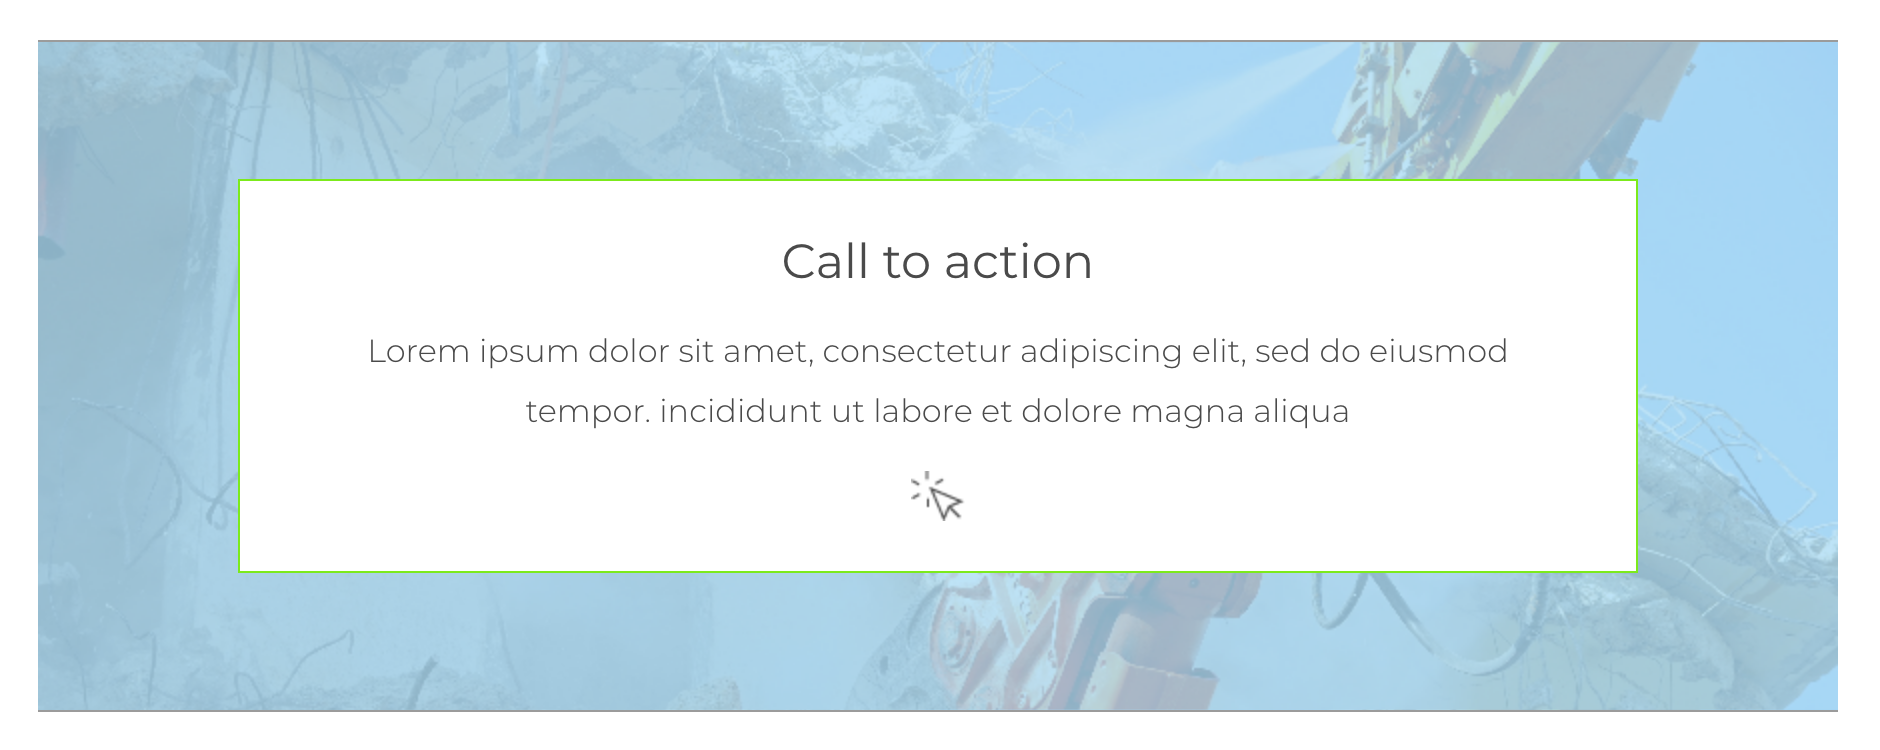 Call to action
Lorem ipsum dolor sit amet, consectetur adipiscing elit, sed do eiusmod
tempor. incididunt ut labore et dolore magna aliqua